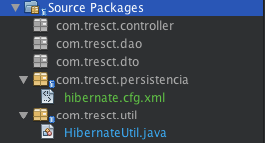 Source Packages
com.tresct.controller
com.tresct.dao
com.tresct.dto
com.tresct.persistencia
hibernate.cfg.xml
com.tresct.util
HibernateUtil.java